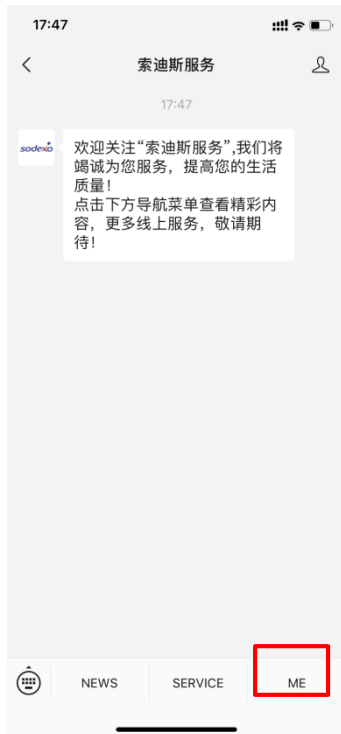 17:47
索迪斯服务
17:47
sodexo
欢迎关注“索迪斯服务”,我们将
竭诚为您服务，提高您的生活
质量！
点击下方导航菜单查看精彩内
容，更多线上服务，敬请期
待！
NEWS
SERVICE
ME